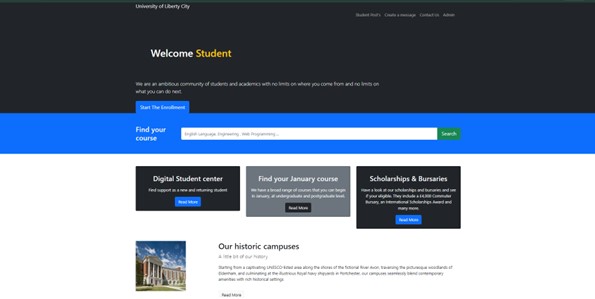 University of Liberty City
Student Post's Create a message Contact Us Admin
Welcome Student
We are an ambitious community of students and academics with no limits on where you come from and no limits on
what you can do next.
Start The Enrollment
Find your
course
English Language, Engineering, Web Programming...
Search
Digital Student center
Find support as a new and returning student
Read More
Find your January course
We have a broad range of courses that you can begin
in January, at undergraduate and postgraduate level.
Read More
Scholarships & Bursaries
Have a look at our scholarships and bursaries and see
if your eligible. They include a £4,000 Commuter
Bursary, an International Scholarships Award and
many more.
Read More
Our historic campuses
A little bit of our history
Starting from a captivating UNESCO-listed area along the shores of the fictional River Avon, traversing the picturesque woodlands of
Eldenham, and culminating at the illustrious Royal Navy shipyards in Porchester, our campuses seamlessly blend contemporary
amenities with rich historical settings.
Read More